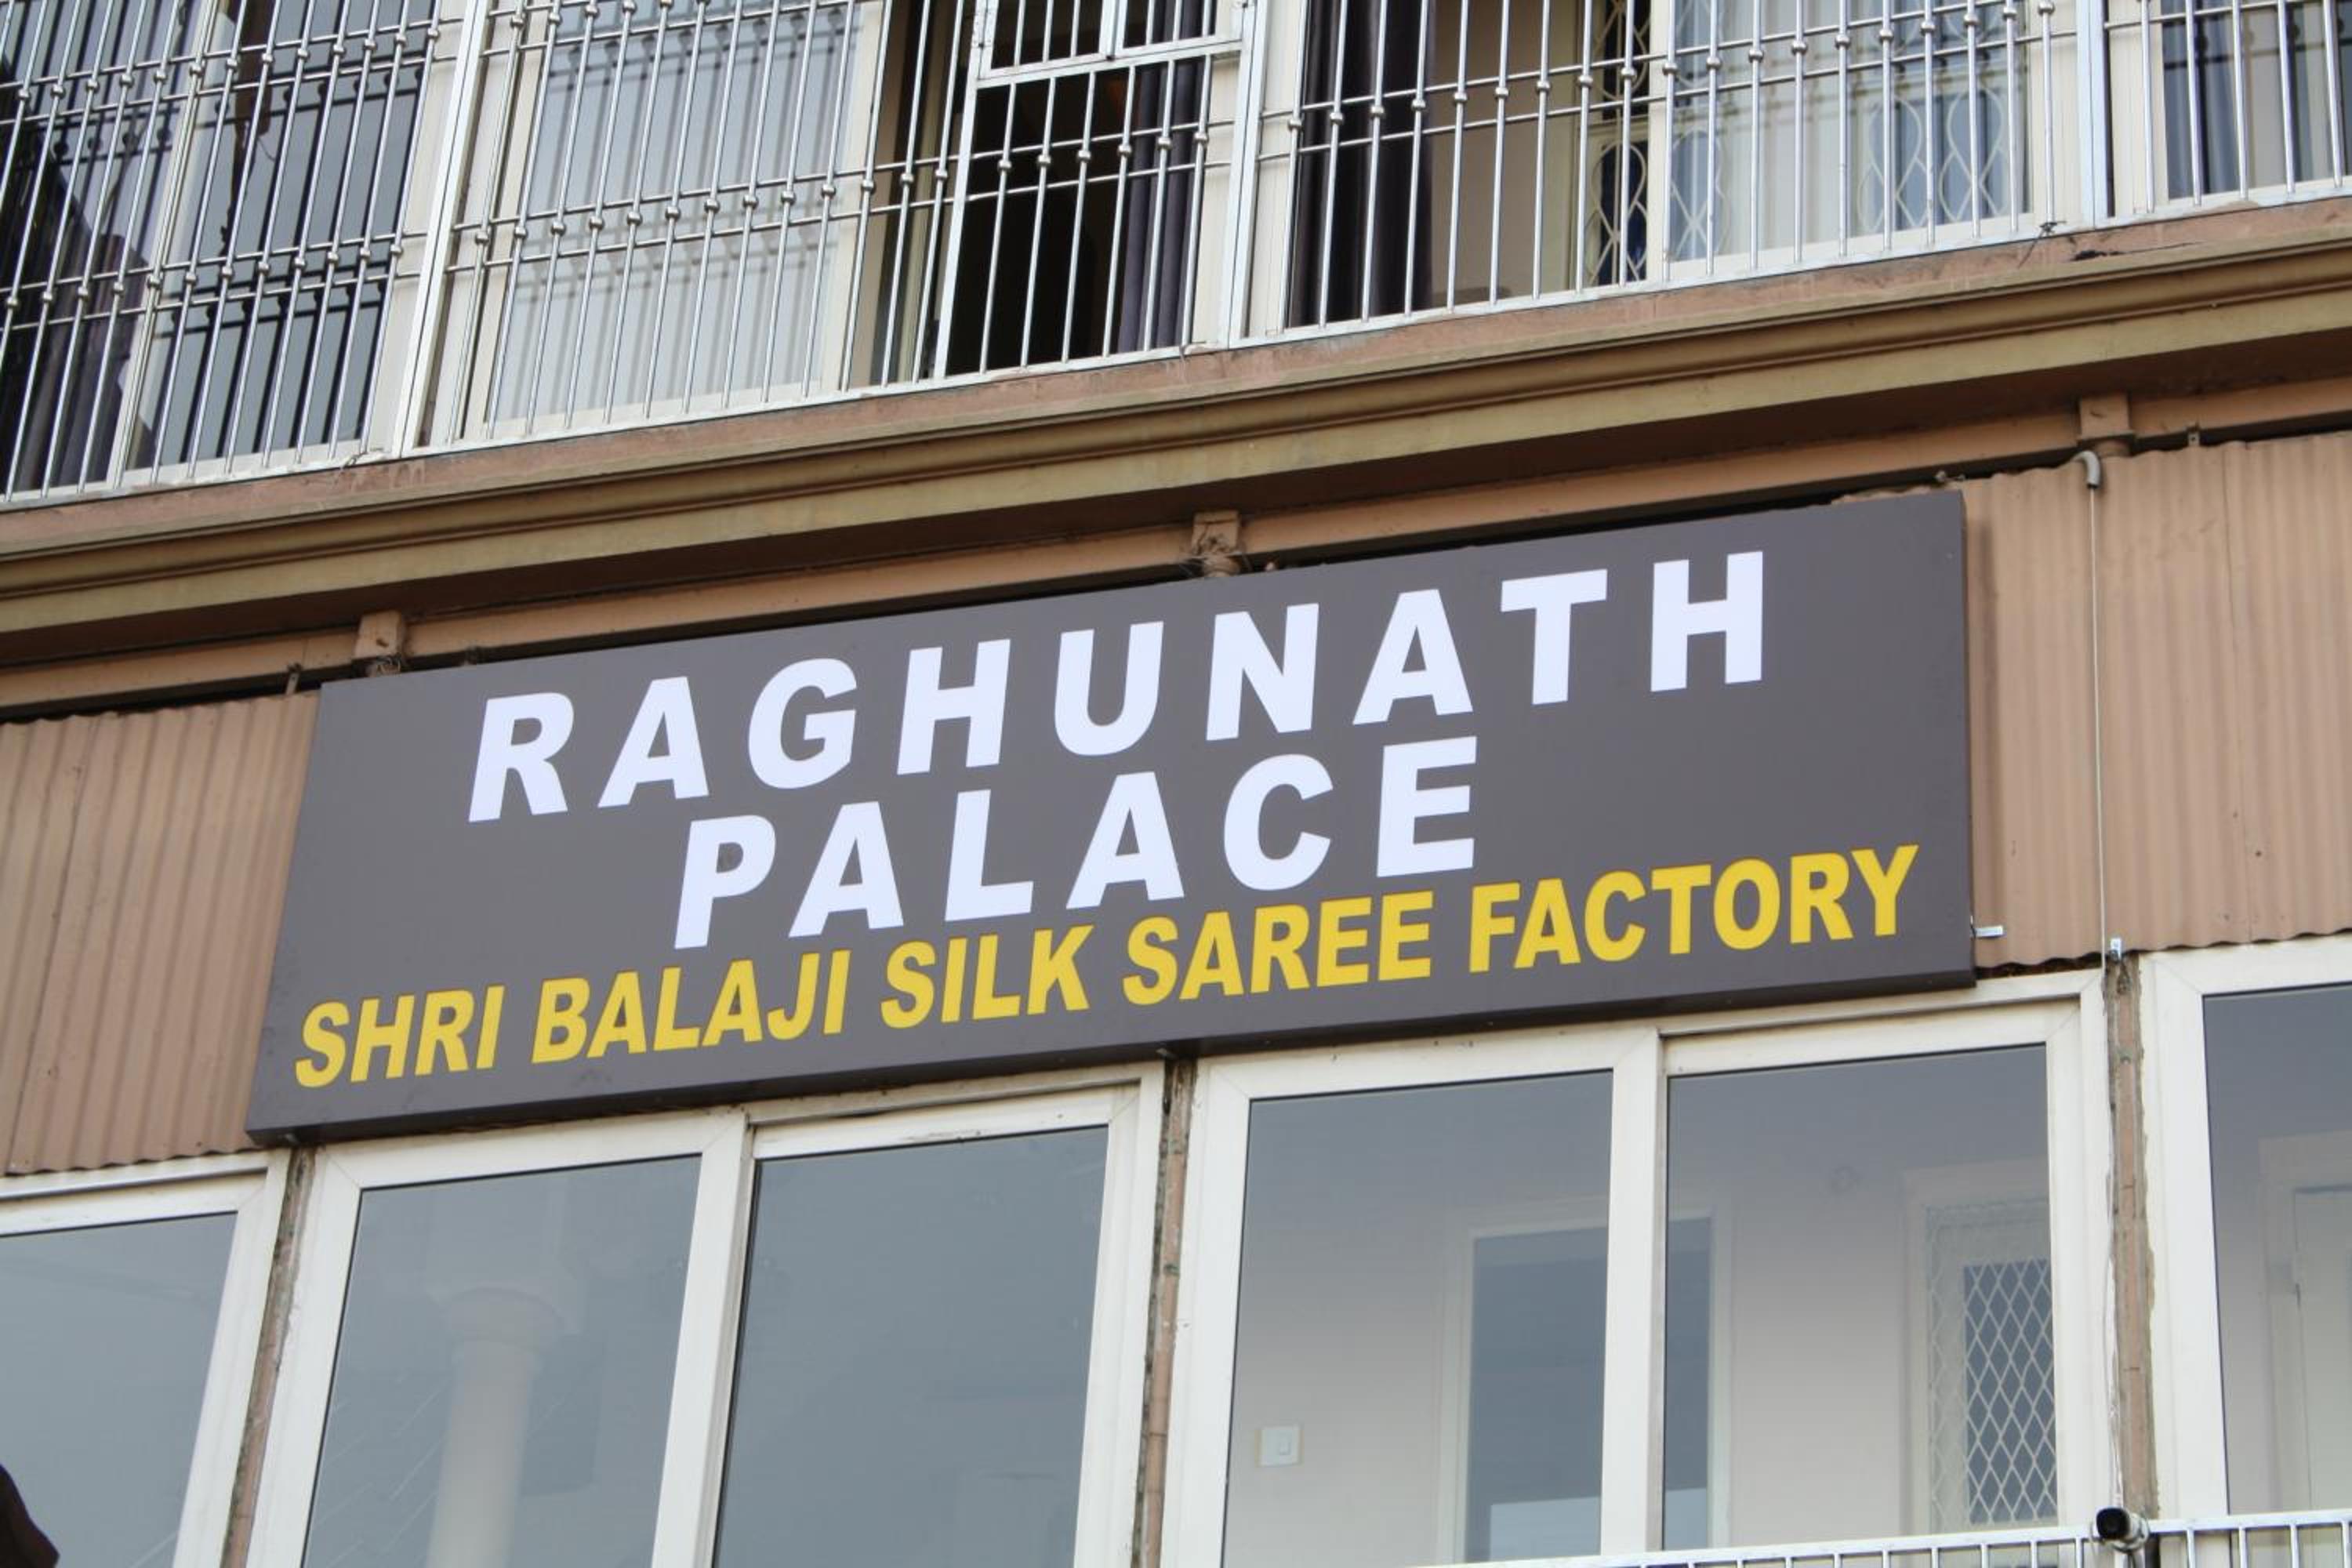 RAGHUNATH
PALACE
SHRI BALAJI SILK SAREE FACTORY